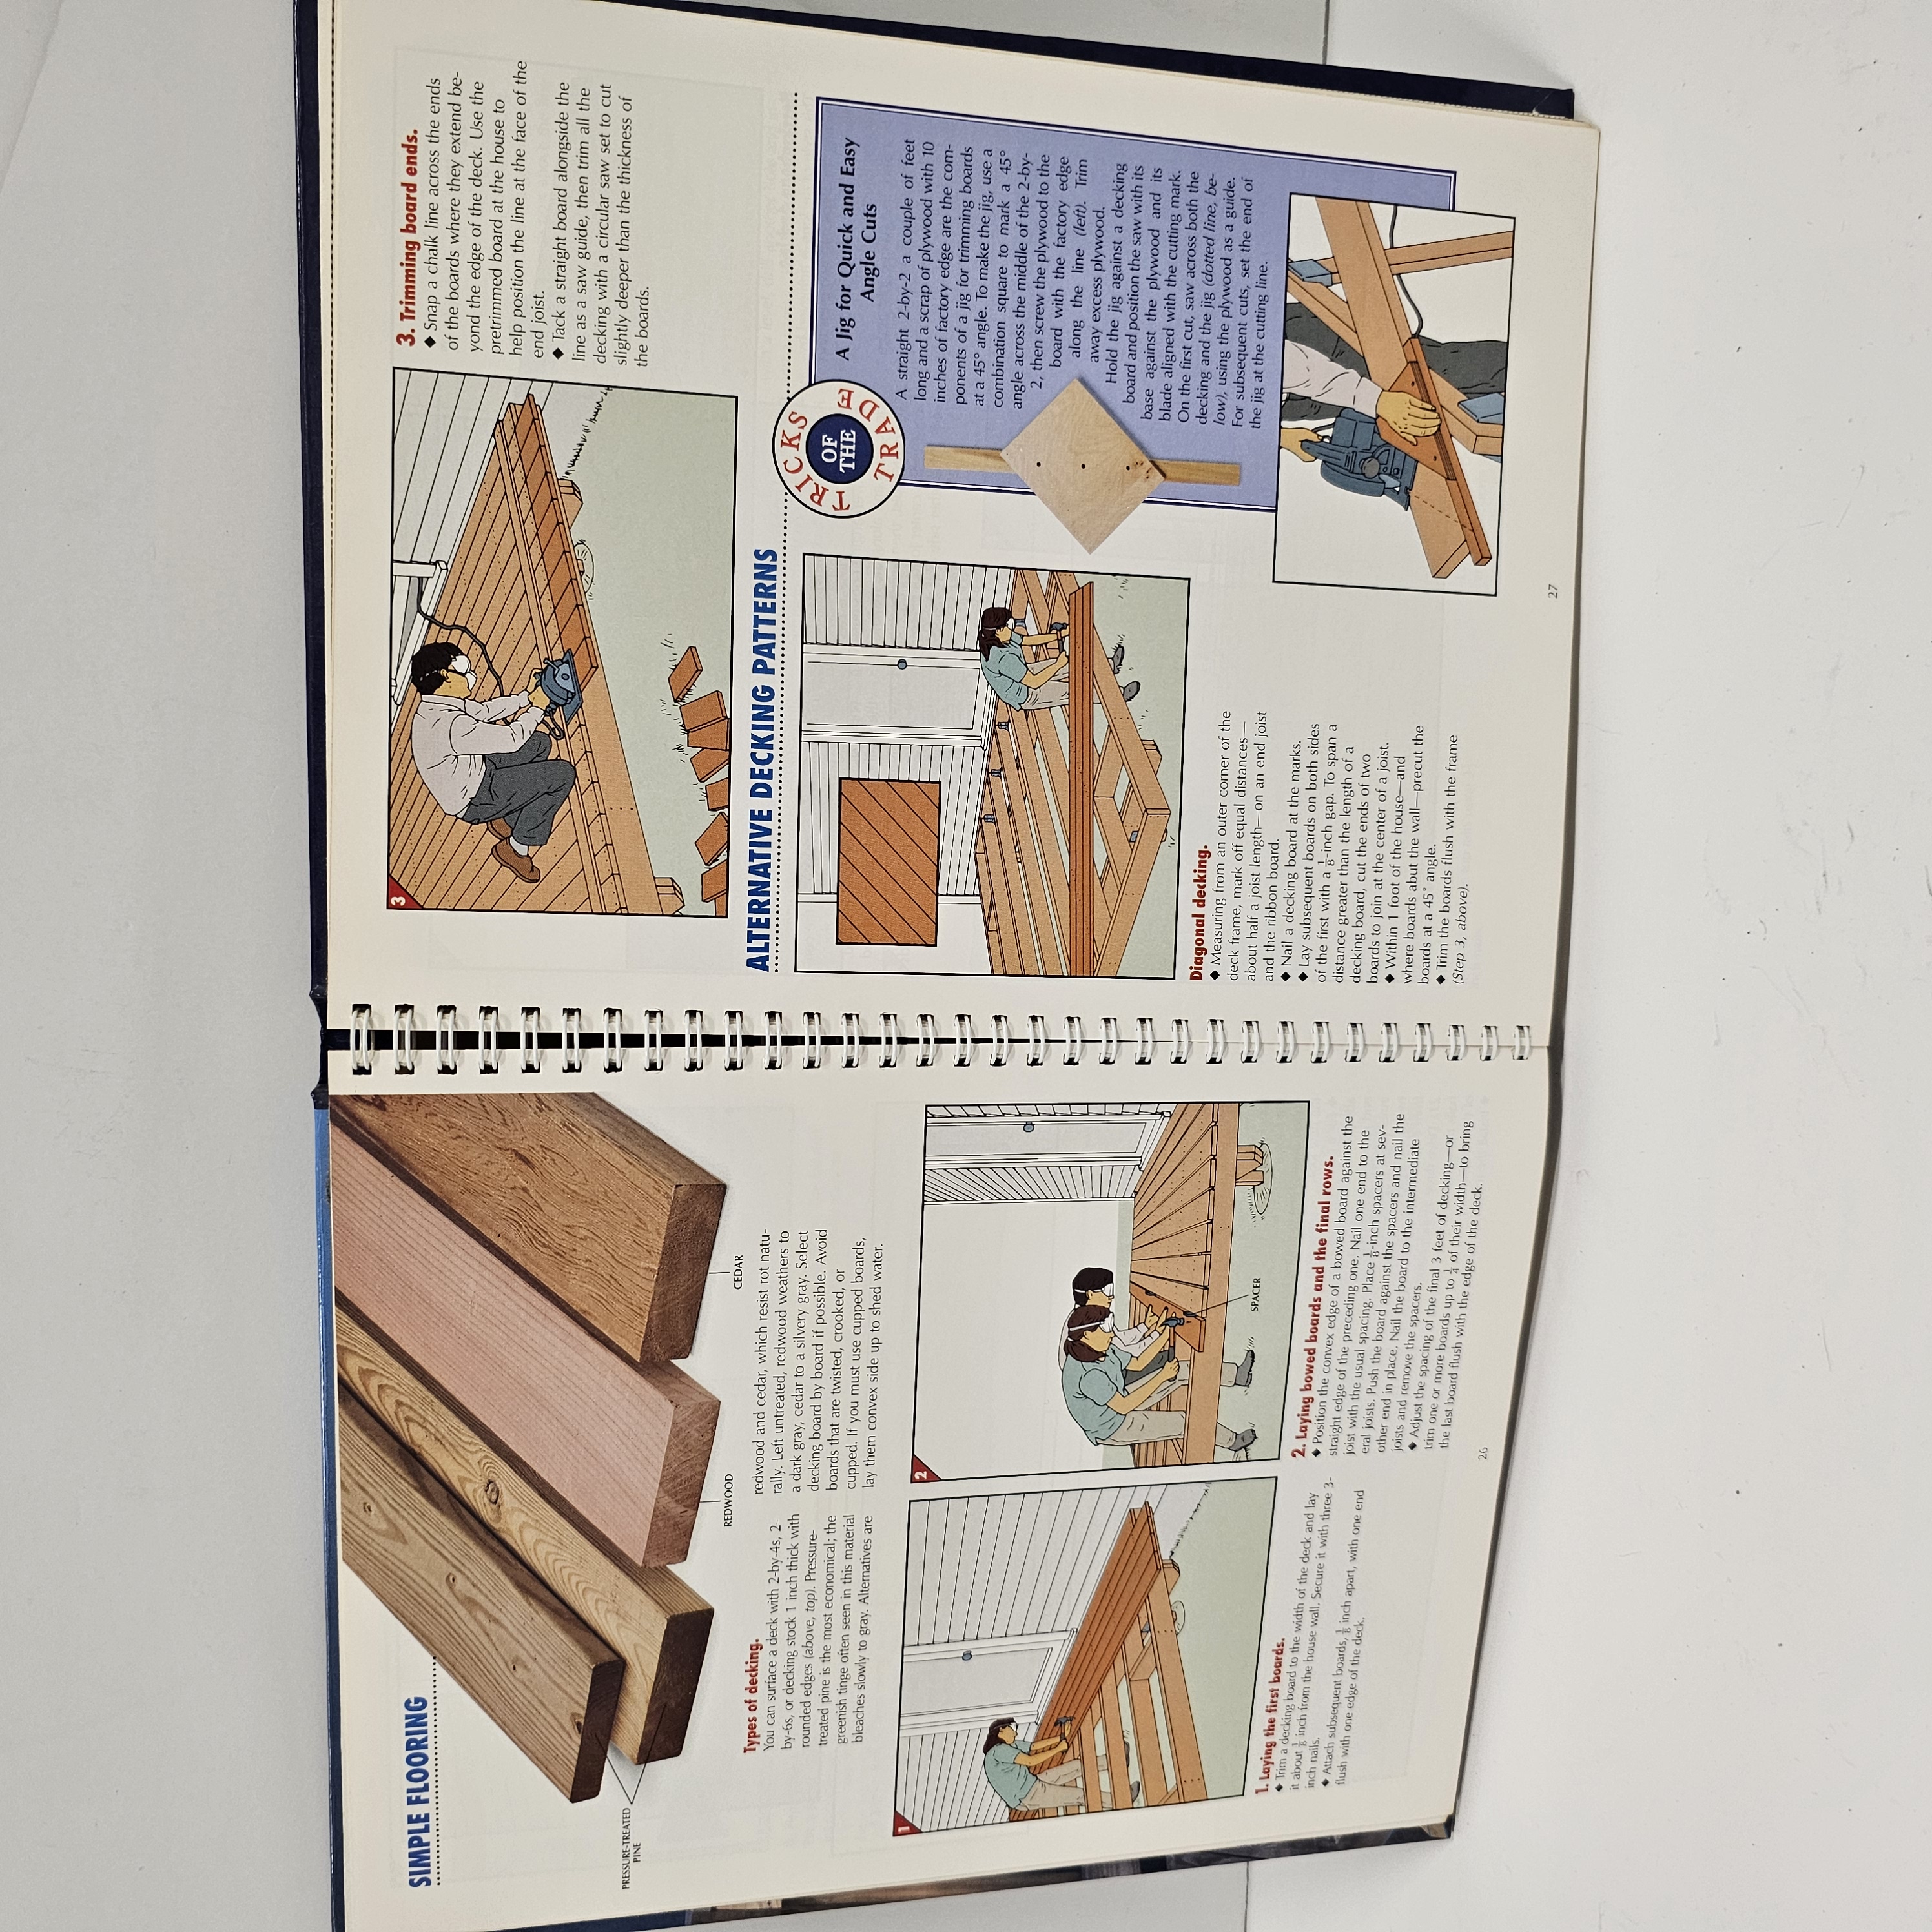 SIMPLE FLOORING
PRESSURE-TREATED
PINE
REDWOOD
CEDAR
Types of decking.
You can surface a deck with 2-by-4s, 2-
by-6s, or decking stock 1 inch thick with
rounded edges (above, top). Pressure-
treated pine is the most economical; the
greenish tinge often seen in this material
bleaches slowly to gray. Alternatives are
redwood and cedar, which resist rot natu-
rally. Left untreated, redwood weathers to
a dark gray, cedar to a silvery gray. Select
decking board by board if possible. Avoid
boards that are twisted, crooked, or
cupped. If you must use cupped boards,
lay them convex side up to shed water.
1
1. Laying the first boards.
◆ Trim a decking board to the width of the deck and lay
it about 1/8 inch from the house wall. Secure it with three 3-
inch nails.
◆ Attach subsequent boards, 1/8 inch apart, with one end
flush with one edge of the deck.
2
SPACER
2. Laying bowed boards and the final rows.
◆ Position the convex edge of a bowed board against the
straight edge of the preceding one. Nail one end to the
joist with the usual spacing. Place 1/8-inch spacers at sev-
eral joists. Push the board against the spacers and nail the
other end in place. Nail the board to the intermediate
joists and remove the spacers.
◆ Adjust the spacing of the final 3 feet of decking—or
trim one or more boards up to 1/4 of their width—to bring
the last board flush with the edge of the deck.
26
3
3. Trimming board ends.
◆ Snap a chalk line across the ends
of the boards where they extend be-
yond the edge of the deck. Use the
pretrimmed board at the house to
help position the line at the face of the
end joist.
◆ Tack a straight board alongside the
line as a saw guide, then trim all the
decking with a circular saw set to cut
slightly deeper than the thickness of
the boards.
ALTERNATIVE DECKING PATTERNS
Diagonal decking.
◆ Measuring from an outer corner of the
deck frame, mark off equal distances—
about half a joist length—on an end joist
and the ribbon board.
◆ Nail a decking board at the marks.
◆ Lay subsequent boards on both sides
of the first with a 1/8-inch gap. To span a
distance greater than the length of a
decking board, cut the ends of two
boards to join at the center of a joist.
◆ Within 1 foot of the house—and
where boards abut the wall—precut the
boards at a 45° angle.
◆ Trim the boards flush with the frame
(Step 3, above).
TRICKS
OF
THE
TRADE
A Jig for Quick and Easy
Angle Cuts
A straight 2-by-2 a couple of feet
long and a scrap of plywood with 10
inches of factory edge are the com-
ponents of a jig for trimming boards
at a 45° angle. To make the jig, use a
combination square to mark a 45°
angle across the middle of the 2-by-
2, then screw the plywood to the
board with the factory edge
along the line (left). Trim
away excess plywood.
Hold the jig against a decking
board and position the saw with its
base against the plywood and its
blade aligned with the cutting mark.
On the first cut, saw across both the
decking and the jig (dotted line, be-
low), using the plywood as a guide.
For subsequent cuts, set the end of
the jig at the cutting line.
27